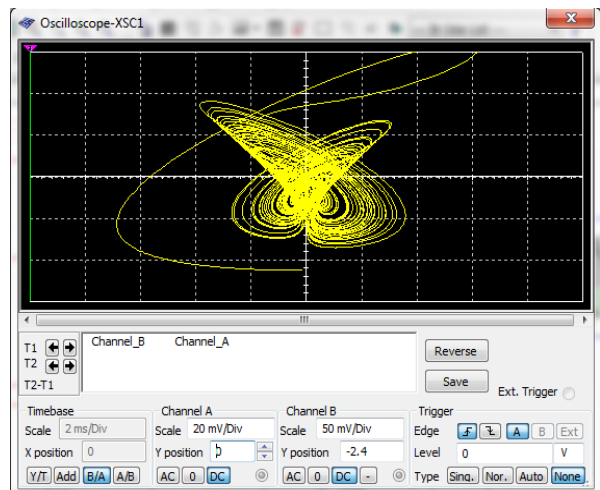 Oscilloscope-XSC1
x
T1
T2
T2-T1
Channel_B Channel_A
Reverse
Save
Ext. Trigger
Timebase
Scale 2 ms/Div
X position 0
Y/T Add B/A A/B
Channel A
Scale 20 mV/Div
Y position
AC 0 DC
Channel B
Scale 50 mV/Div
Y position -2.4
AC 0 DC -
Trigger
Edge A B Ext
Level 0 V
Type Sing. Nor. Auto None